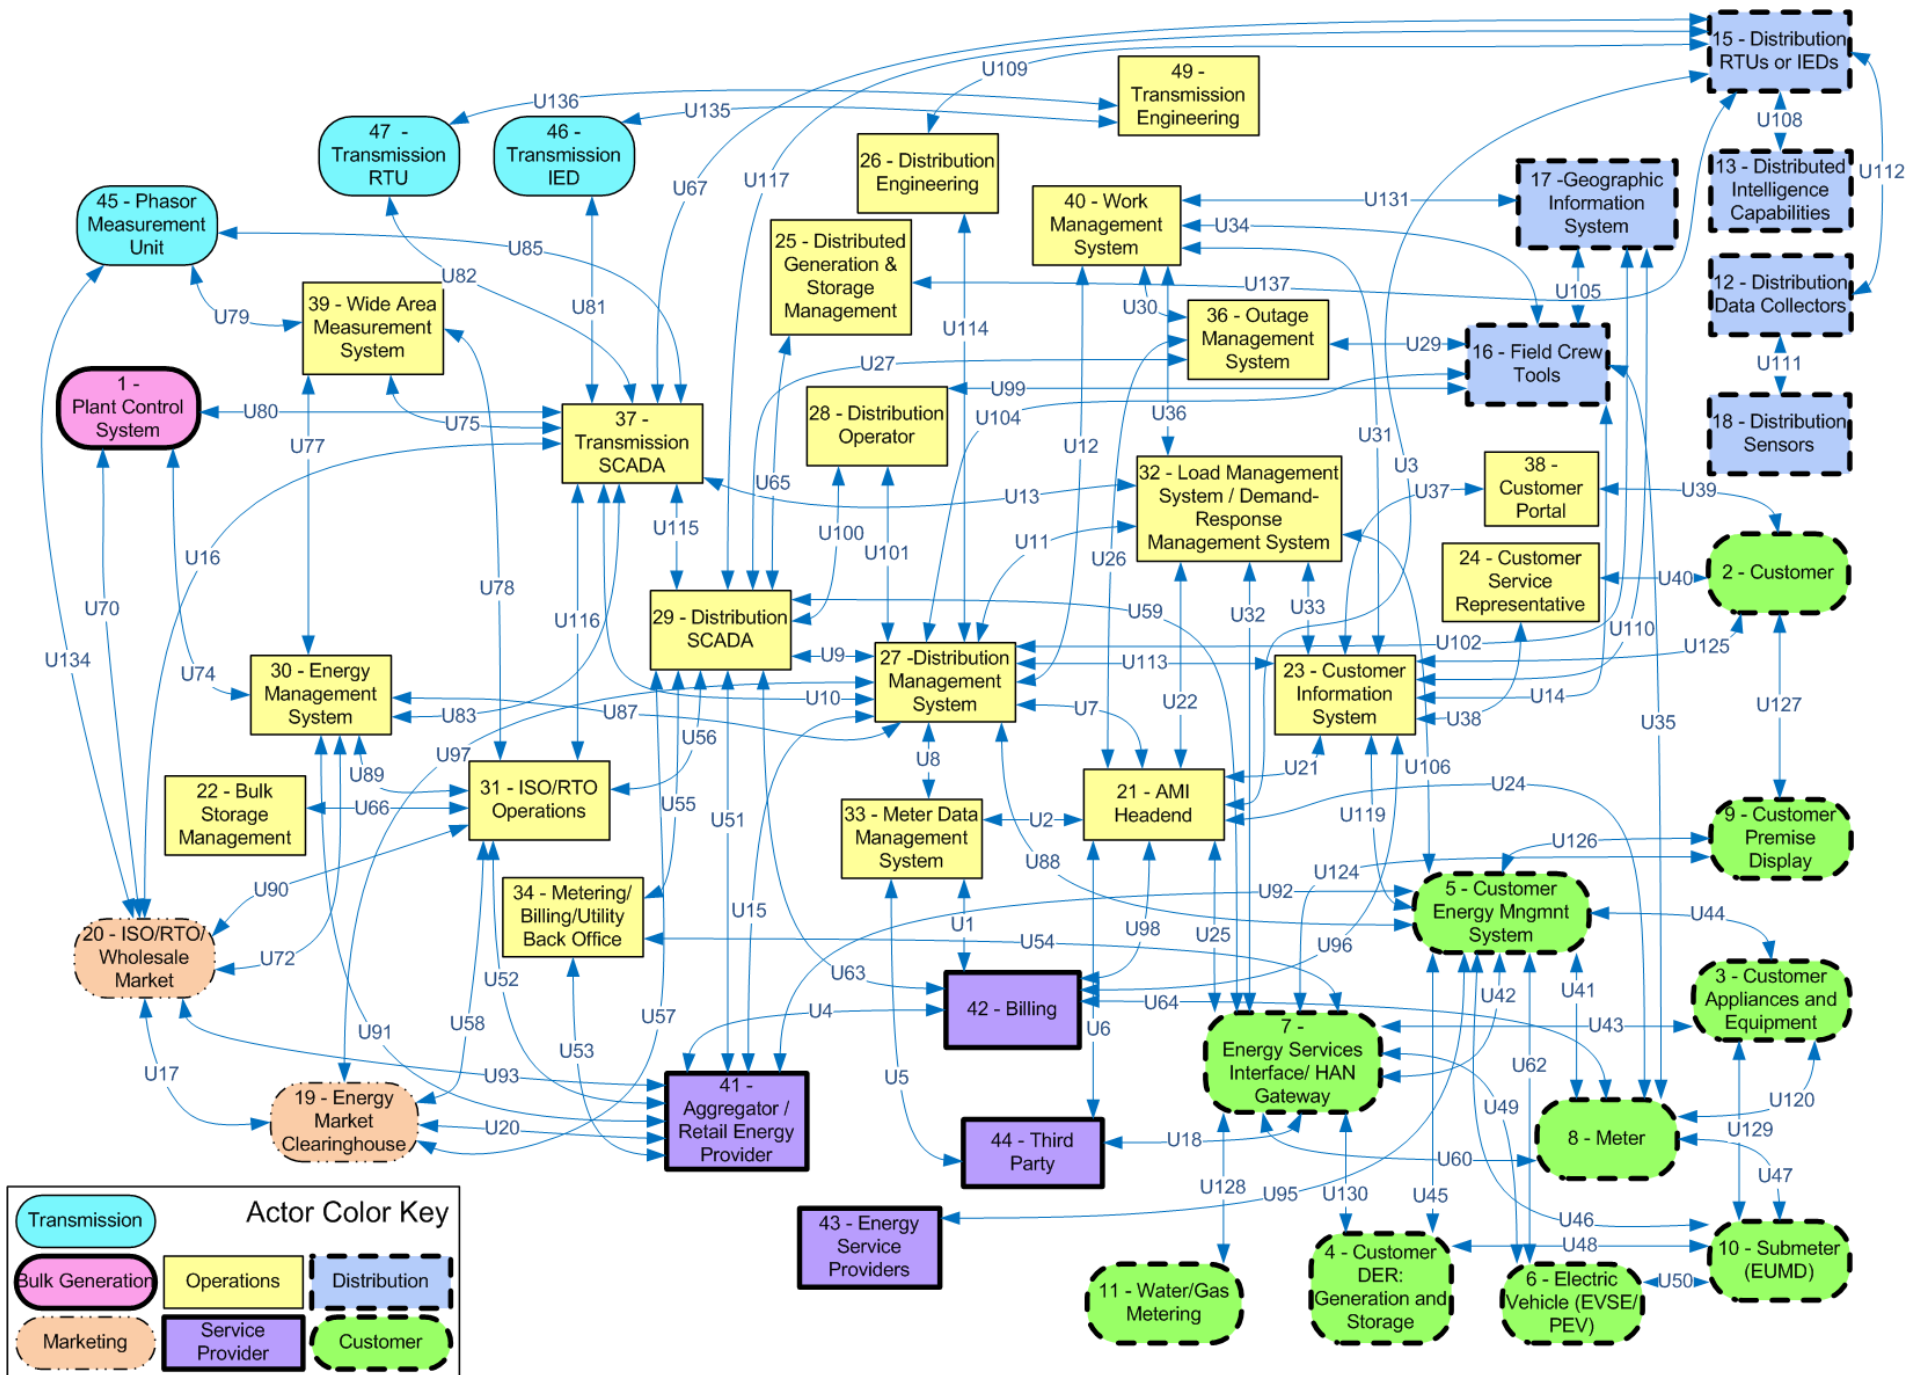 15 - Distribution
RTUs or IEDs
U109
49 -
Transmission
Engineering
U136
U135
47 -
Transmission
RTU
46 -
Transmission
IED
U108
26 - Distribution
Engineering
13 - Distributed
Intelligence
Capabilities
U112
17 -Geographic
Information
System
U67
U117
45 - Phasor
Measurement
Unit
40 - Work
Management
System
U131
U34
25 - Distributed
Generation &
Storage
Management
U85
U82
U137
U105
12 - Distribution
Data Collectors
39 - Wide Area
Measurement
System
U79
U81
U30
U114
36 - Outage
Management
System
U29
16 - Field Crew
Tools
U111
U27
U99
1 -
Plant Control
System
U80
U75
U104
28 - Distribution
Operator
37 -
Transmission
SCADA
U36
U31
U12
18 - Distribution
Sensors
U77
U3
U65
U13
32 - Load Management
System / Demand-
Response
Management System
U37
38 -
Customer
Portal
U39
U16
U115
U100
U101
U11
U26
24 - Customer
Service
Representative
U40
2 - Customer
U78
U70
U116
U59
U32
U33
29 - Distribution
SCADA
U9
27 -Distribution
Management
System
U113
U102
U110
U125
23 - Customer
Information
System
U14
U38
U134
U74
30 - Energy
Management
System
U83
U87
U10
U7
U22
U127
U35
U97
U56
U8
U21
U106
U89
22 - Bulk
Storage
Management
U66
31 - ISO/RTO
Operations
U55
U51
33 - Meter Data
Management
System
U2
21 - AMI
Headend
U24
U119
9 - Customer
Premise
Display
U126
U124
U88
U90
34 - Metering/
Billing/Utility
Back Office
U15
U1
U98
U92
5 - Customer
Energy Mngmnt
System
U44
20 - ISO/RTO/
Wholesale
Market
U72
U52
U54
U25
U96
U63
3 - Customer
Appliances and
Equipment
U41
U42
42 - Billing
U64
U4
U57
U58
U91
U53
U6
7 -
Energy Services
Interface/ HAN
Gateway
U43
U62
U17
U93
U5
U49
U120
19 - Energy
Market
Clearinghouse
U20
41 -
Aggregator /
Retail Energy
Provider
44 - Third
Party
U18
U60
8 - Meter
U129
U47
U128
U95
U130
U45
U46
43 - Energy
Service
Providers
U48
10 - Submeter
(EUMD)
11 - Water/Gas
Metering
4 - Customer
DER:
Generation and
Storage
6 - Electric
Vehicle (EVSE/
PEV)
U50
Actor Color Key
Transmission
Bulk Generation
Operations
Distribution
Marketing
Service
Provider
Customer